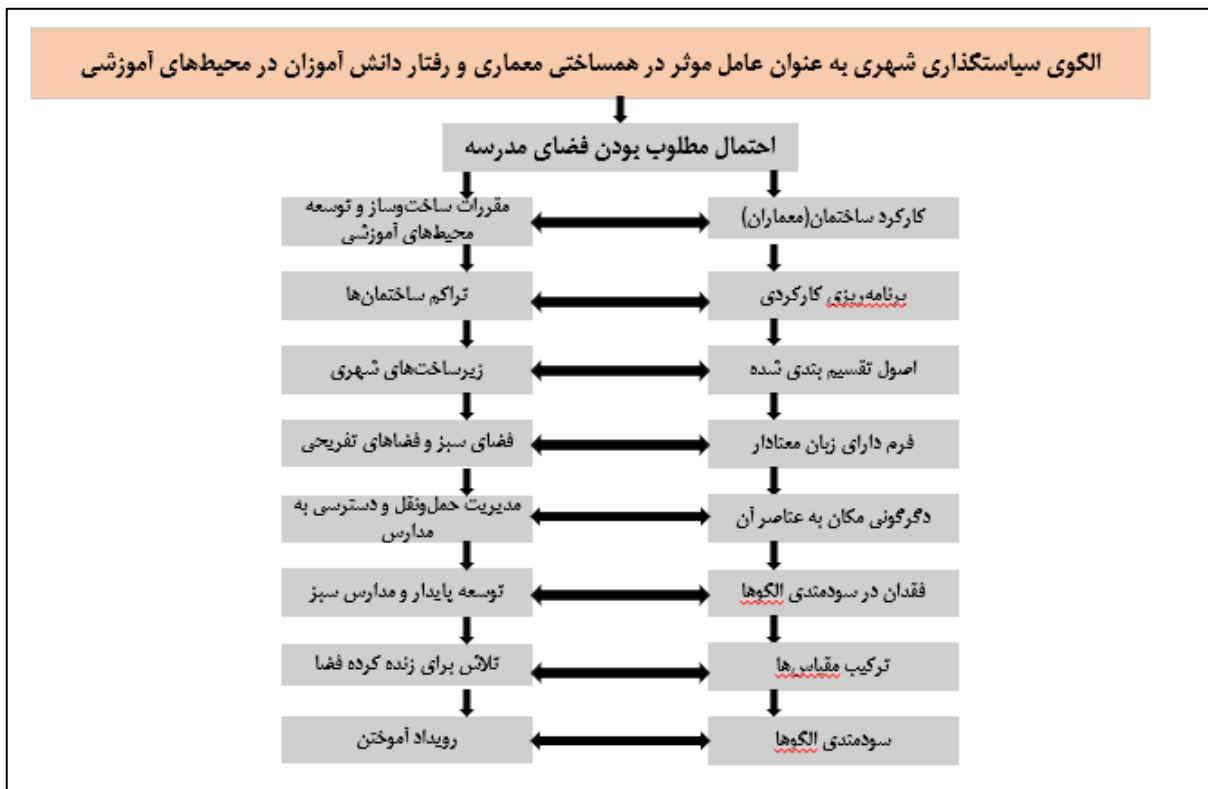 الگوی سیاستگذاری شهری به عنوان عامل موثر در همساختی معماری و رفتار دانش آموزان در محیط‌های آموزشی
احتمال مطلوب بودن فضای مدرسه
کارکرد ساختمان(معماران)
مقررات ساخت‌وساز و توسعه
محیط‌های آموزشی
برنامه‌ریزی کارکردی
تراکم ساختمان‌ها
اصول تقسیم بندی شده
زیرساخت‌های شهری
فرم دارای زبان معنادار
فضای سبز و فضاهای تفریحی
دگرگونی مکان به عناصر آن
مدیریت حمل‌ونقل و دسترسی به
مدارس
فقدان در سودمندی الگوها
توسعه پایدار و مدارس سبز
ترکیب مقیاس‌ها
تلاش برای زنده کرده فضا
سودمندی الگوها
رویداد آموختن